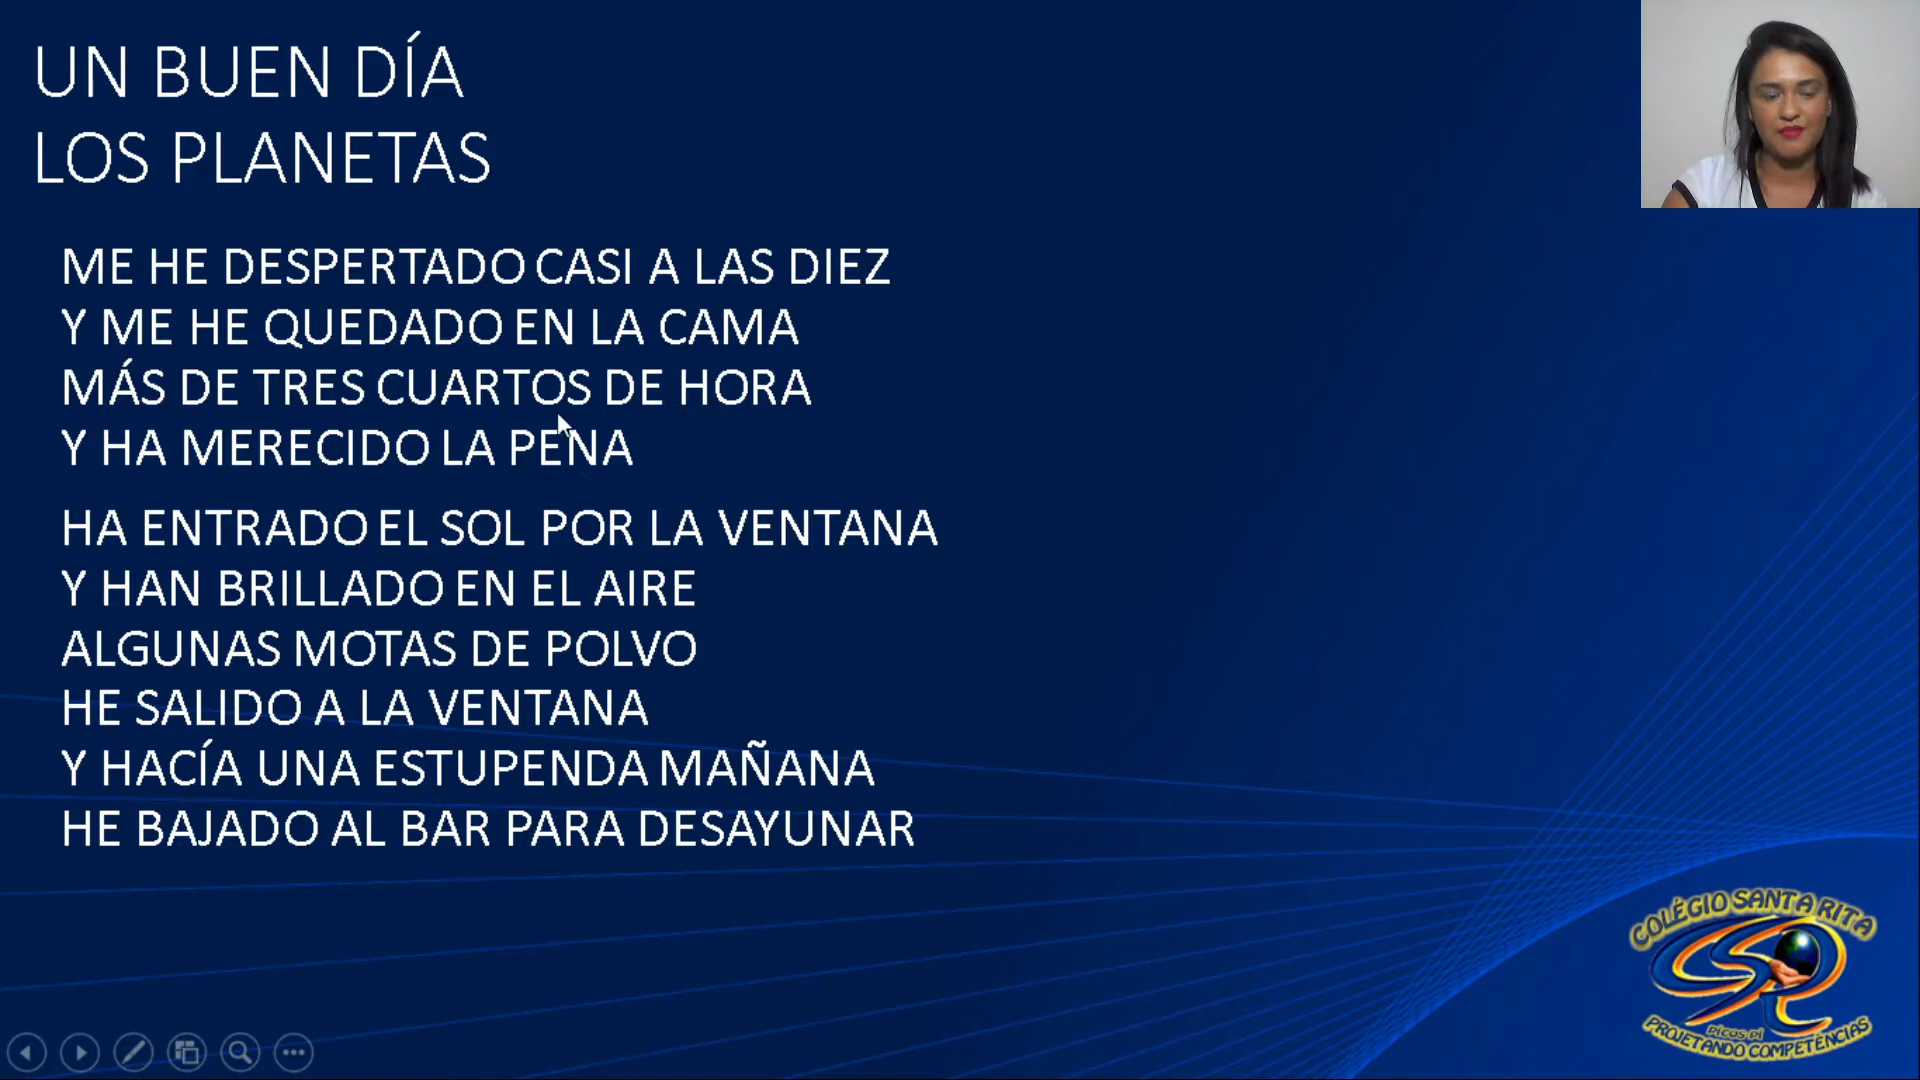 UN BUEN DÍA
LOS PLANETAS
ME HE DESPERTADO CASI A LAS DIEZ
Y ME HE QUEDADO EN LA CAMA
MÁS DE TRES CUARTOS DE HORA
Y HA MERECIDO LA PENA
HA ENTRADO EL SOL POR LA VENTANA
Y HAN BRILLADO EN EL AIRE
ALGUNAS MOTAS DE POLVO
HE SALIDO A LA VENTANA
Y HACÍA UNA ESTUPENDA MAÑANA
HE BAJADO AL BAR PARA DESAYUNAR
COLÉGIO SANTA RITA
PICOS-PI
PROJETANDO COMPETÊNCIAS